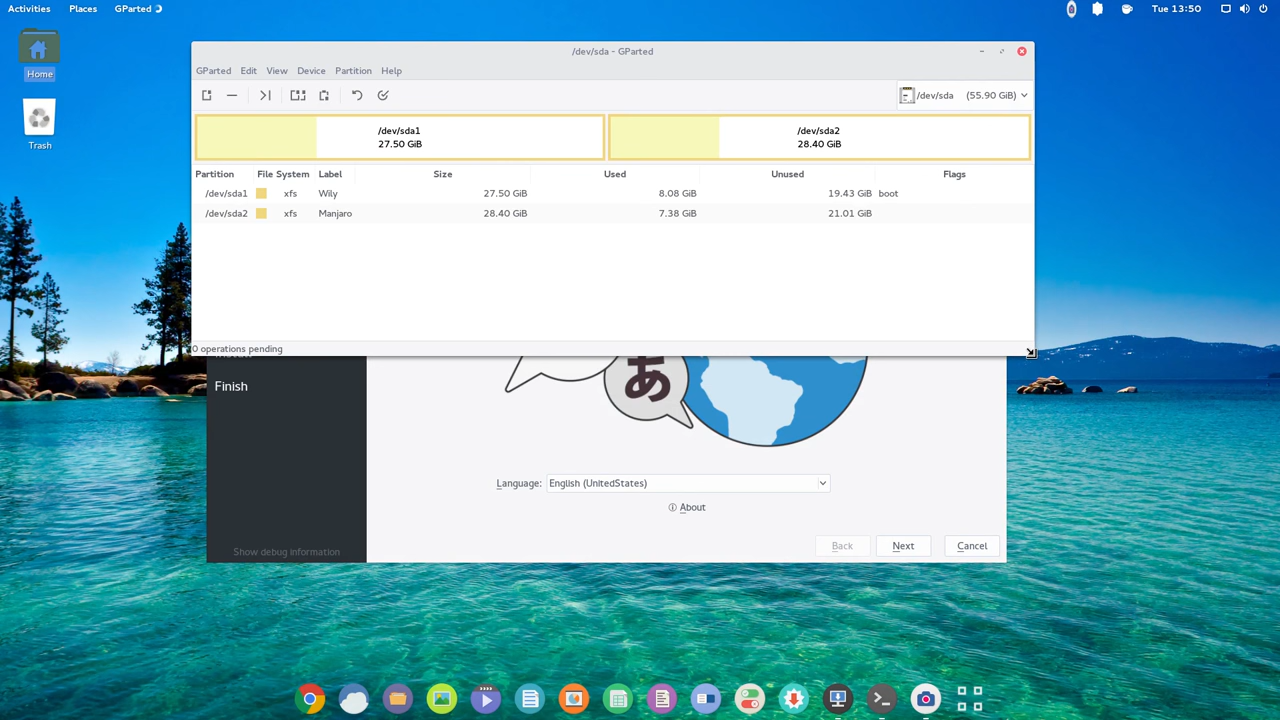 Activities Places GParted Tue 13:50
Home
Trash
/dev/sda - GParted
GParted Edit View Device Partition Help
/dev/sda (55.90 GiB)
/dev/sda1
27.50 GiB
/dev/sda2
28.40 GiB
Partition File System Label Size Used Unused Flags
/dev/sda1 xfs Wily 27.50 GiB 8.08 GiB 19.43 GiB boot
/dev/sda2 xfs Manjaro 28.40 GiB 7.38 GiB 21.01 GiB
0 operations pending
Finish
あ
Language: English (UnitedStates)
About
Show debug information
Back Next Cancel